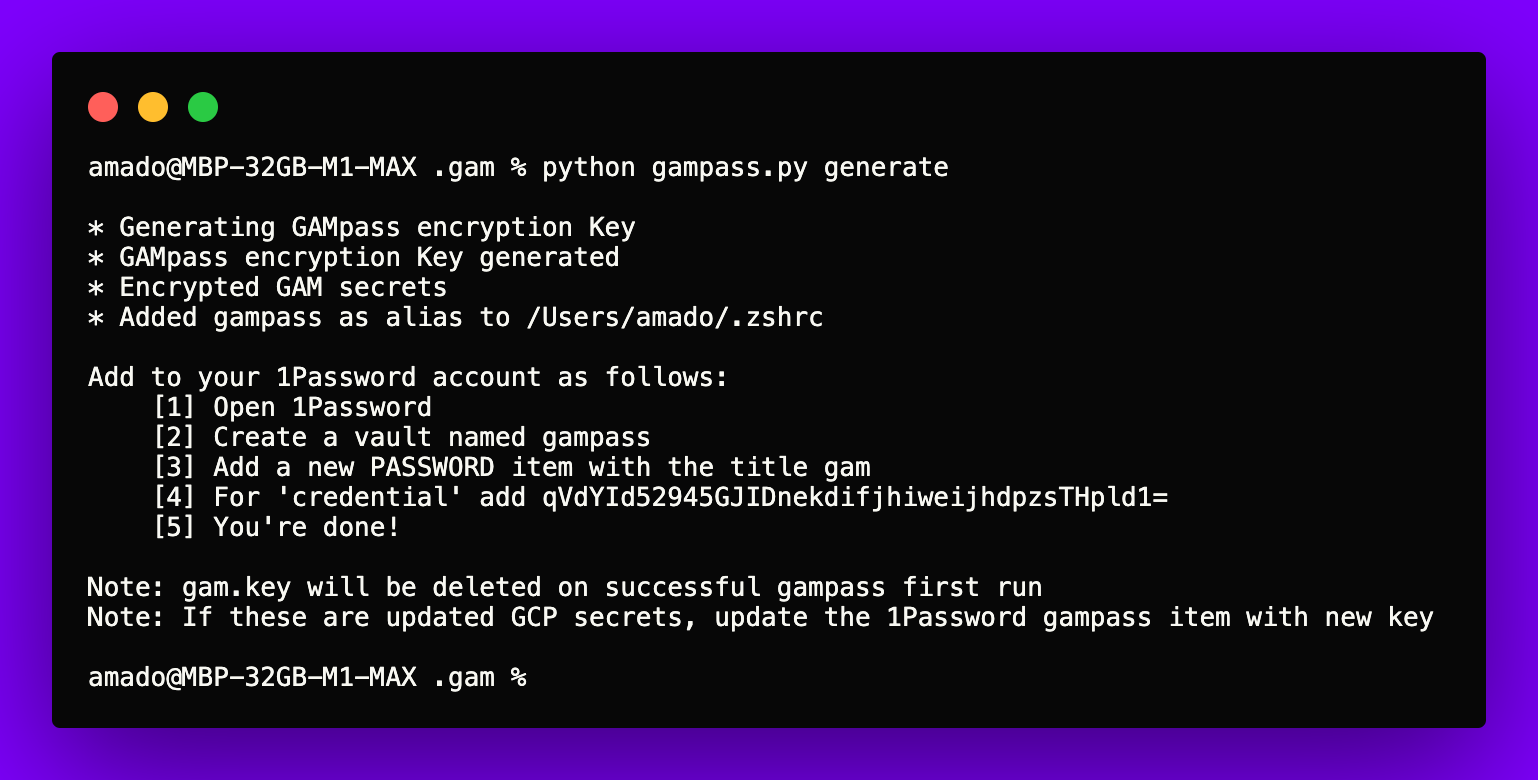 amado@MBP-32GB-M1-MAX .gam % python gampass.py generate
* Generating GAMpass encryption Key
* GAMpass encryption Key generated
* Encrypted GAM secrets
* Added gampass as alias to /Users/amado/.zshrc
Add to your 1Password account as follows:
[1] Open 1Password
[2] Create a vault named gampass
[3] Add a new PASSWORD item with the title gam
[4] For 'credential' add qVdYId52945GJIDnekdifjhiweijhdpzsTHpld1=
[5] You're done!
Note: gam.key will be deleted on successful gampass first run
Note: If these are updated GCP secrets, update the 1Password gampass item with new key
amado@MBP-32GB-M1-MAX .gam %